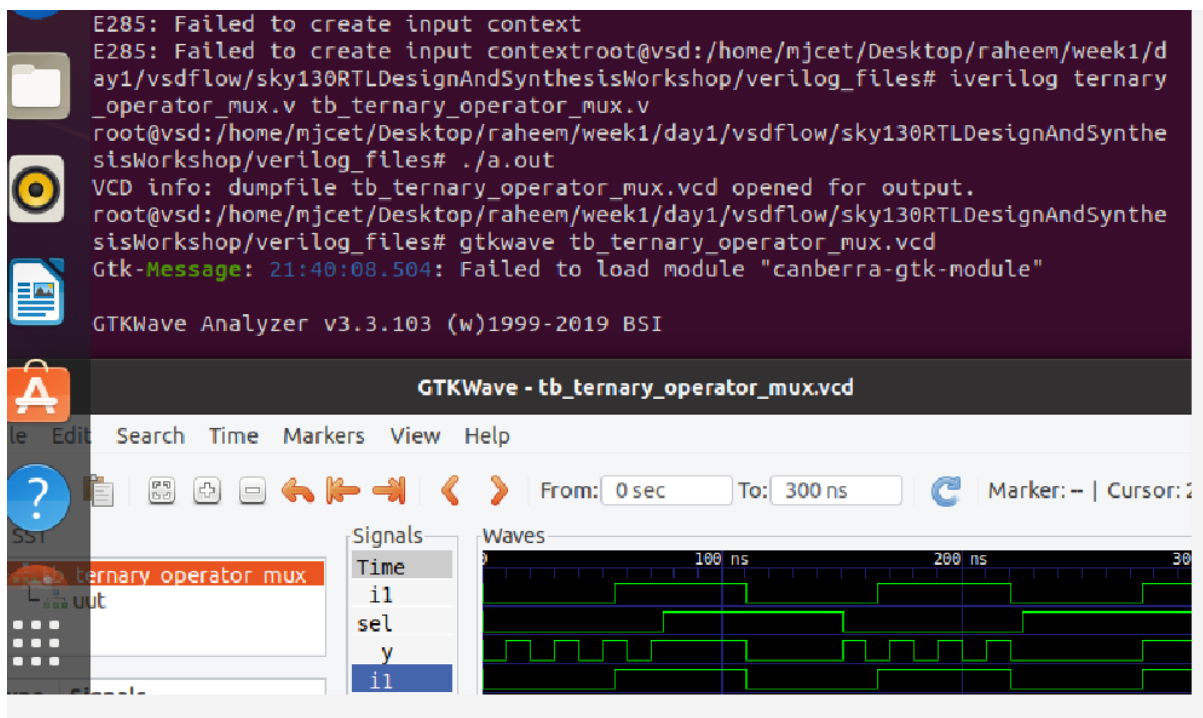 E285: Failed to create input context
E285: Failed to create input contextroot@vsd:/home/mjcet/Desktop/raheem/week1/d
ay1/vsdflow/sky130RTLDesignAndSynthesisWorkshop/verilog_files# iverilog ternary
_operator_mux.v tb_ternary_operator_mux.v
root@vsd:/home/mjcet/Desktop/raheem/week1/day1/vsdflow/sky130RTLDesignAndSynthe
sisWorkshop/verilog_files# ./a.out
VCD info: dumpfile tb_ternary_operator_mux.vcd opened for output.
root@vsd:/home/mjcet/Desktop/raheem/week1/day1/vsdflow/sky130RTLDesignAndSynthe
sisWorkshop/verilog_files# gtkwave tb_ternary_operator_mux.vcd
Gtk-Message: 21:40:08.504: Failed to load module "canberra-gtk-module"
GTKWave Analyzer v3.3.103 (w)1999-2019 BSI
GTKWave - tb_ternary_operator_mux.vcd
le Edit Search Time Markers View Help
From: 0 sec To: 300 ns Marker: -- | Cursor: 2
SST
tb_ternary_operator_mux
uut
Signals
Time
i1
sel
y
i1
Waves
100 ns 200 ns 30
Signals